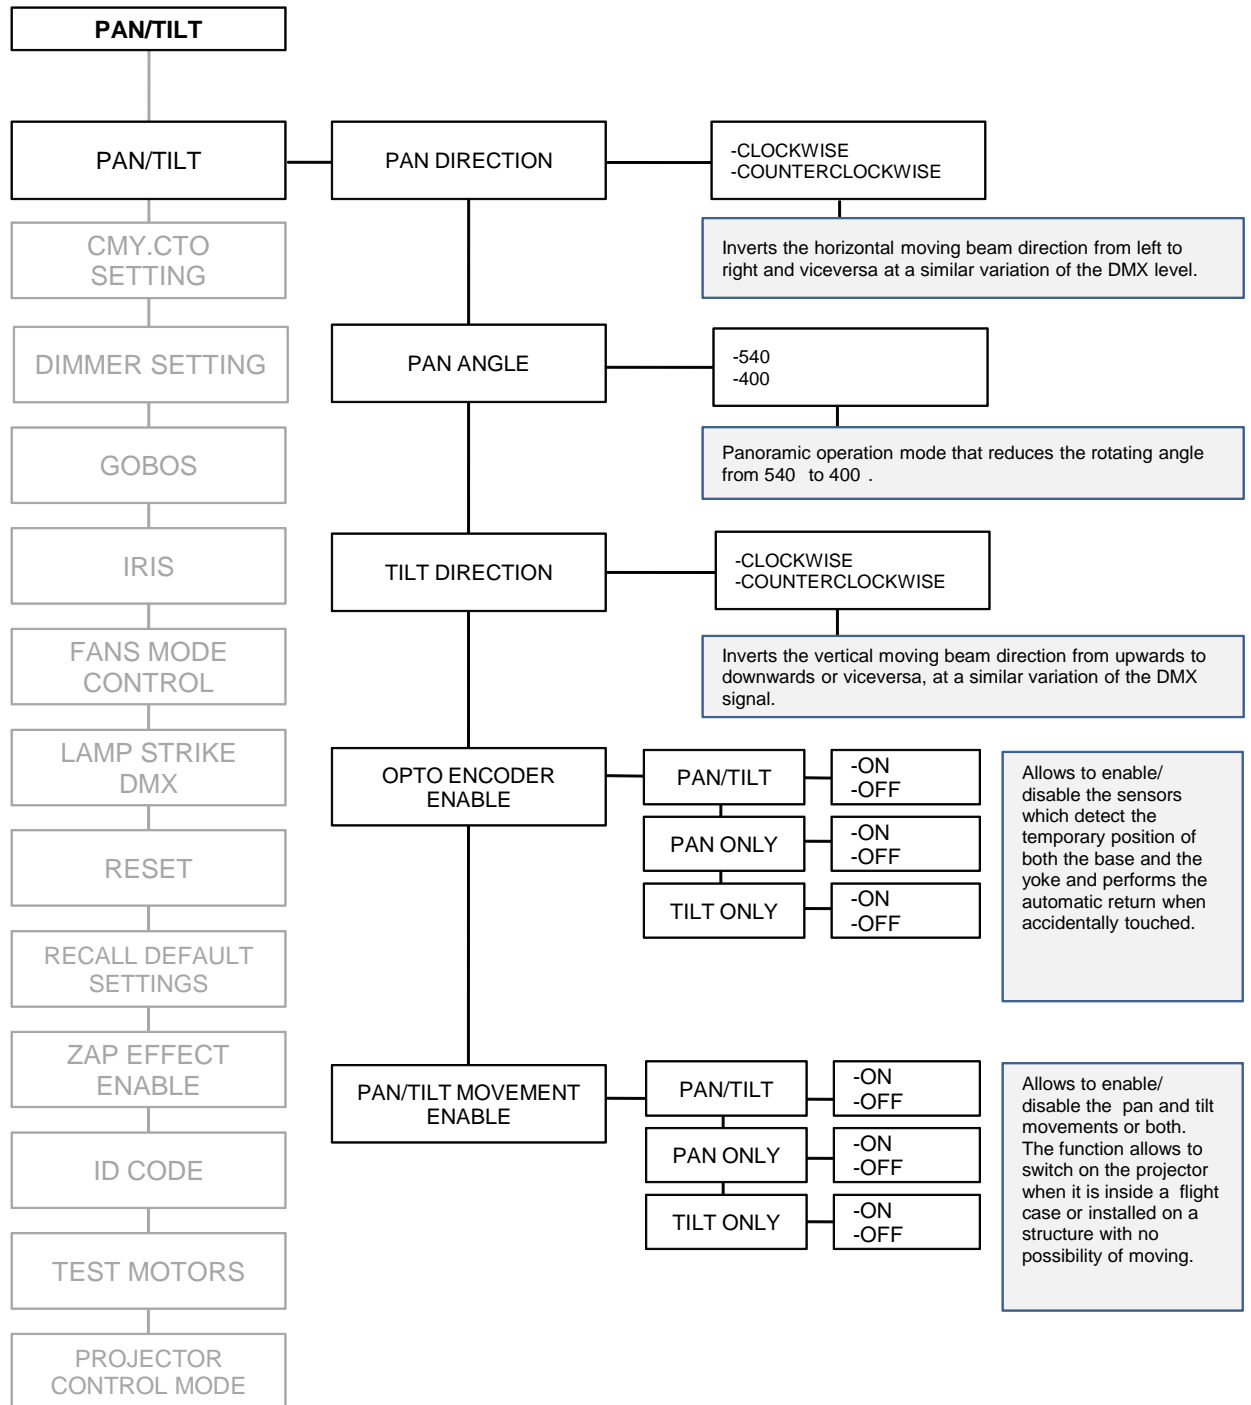 PAN/TILT
PAN/TILT
PAN DIRECTION
-CLOCKWISE
-COUNTERCLOCKWISE
Inverts the horizontal moving beam direction from left to
right and viceversa at a similar variation of the DMX level.
CMY.CTO
SETTING
DIMMER SETTING
PAN ANGLE
-540
-400
Panoramic operation mode that reduces the rotating angle
from 540 to 400 .
GOBOS
IRIS
TILT DIRECTION
-CLOCKWISE
-COUNTERCLOCKWISE
Inverts the vertical moving beam direction from upwards to
downwards or viceversa, at a similar variation of the DMX
signal.
FANS MODE
CONTROL
LAMP STRIKE
DMX
OPTO ENCODER
ENABLE
PAN/TILT
-ON
-OFF
PAN ONLY
-ON
-OFF
TILT ONLY
-ON
-OFF
Allows to enable/
disable the sensors
which detect the
temporary position of
both the base and the
yoke and performs the
automatic return when
accidentally touched.
RESET
RECALL DEFAULT
SETTINGS
ZAP EFFECT
ENABLE
PAN/TILT MOVEMENT
ENABLE
PAN/TILT
-ON
-OFF
PAN ONLY
-ON
-OFF
TILT ONLY
-ON
-OFF
Allows to enable/
disable the pan and tilt
movements or both.
The function allows to
switch on the projector
when it is inside a flight
case or installed on a
structure with no
possibility of moving.
ID CODE
TEST MOTORS
PROJECTOR
CONTROL MODE